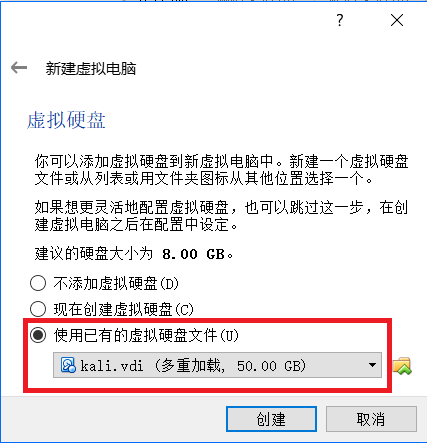 ?
新建虚拟电脑
虚拟硬盘
你可以添加虚拟硬盘到新虚拟电脑中。新建一个虚拟硬盘
文件或从列表或用文件夹图标从其他位置选择一个。
如果想更灵活地配置虚拟硬盘，也可以跳过这一步，在创
建虚拟电脑之后在配置中设定。
建议的硬盘大小为 8.00 GB。
不添加虚拟硬盘(D)
现在创建虚拟硬盘(C)
使用已有的虚拟硬盘文件(U)
kali.vdi (多重加载, 50.00 GB)
创建
取消